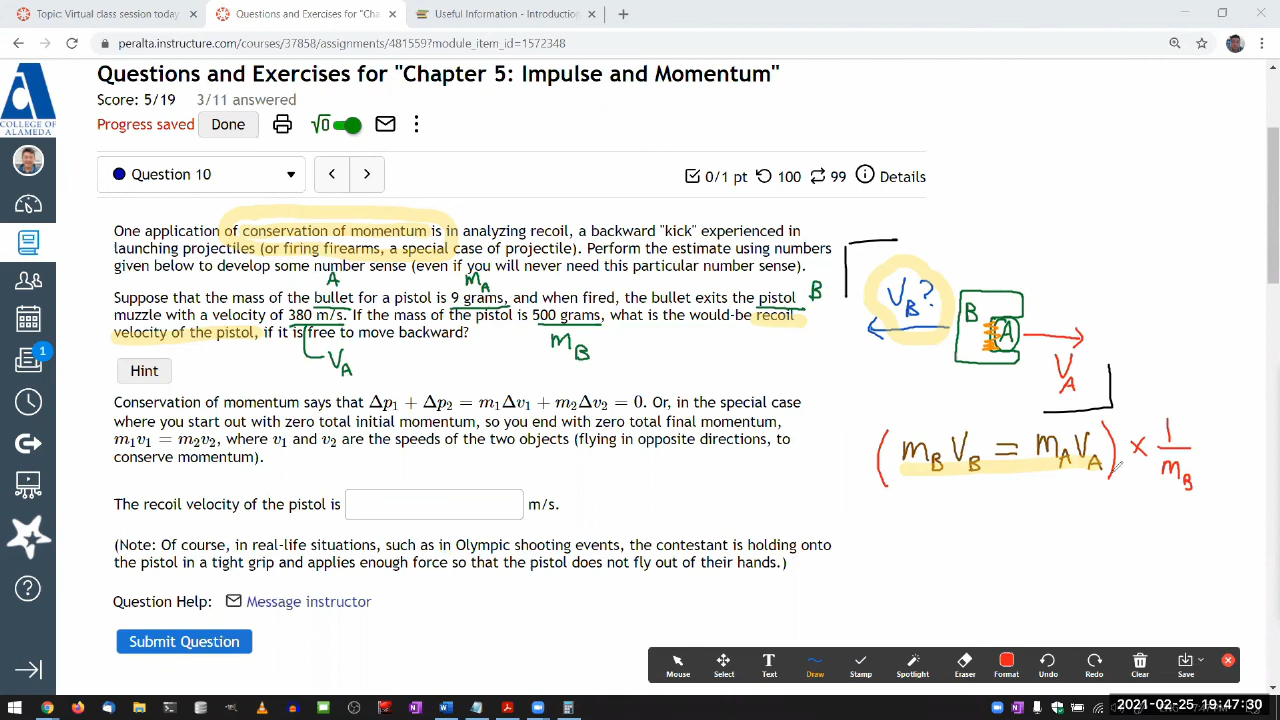 Topic: Virtual class session today
Questions and Exercises for "Cha
Useful Information - Introduction
peralta.instructure.com/courses/37858/assignments/481559?module_item_id=1572348
COLLEGE OF
ALAMEDA
Questions and Exercises for "Chapter 5: Impulse and Momentum"
Score: 5/19 3/11 answered
Progress saved Done √0
Question 10 < > 0/1 pt 100 99 Details
One application of conservation of momentum is in analyzing recoil, a backward "kick" experienced in
launching projectiles (or firing firearms, a special case of projectile). Perform the estimate using numbers
given below to develop some number sense (even if you will never need this particular number sense).
A m_A
Suppose that the mass of the bullet for a pistol is 9 grams, and when fired, the bullet exits the pistol B
muzzle with a velocity of 380 m/s. If the mass of the pistol is 500 grams, what is the would-be recoil
velocity of the pistol, if it is free to move backward?
V_A m_B
V_B?
B A
V_A
Hint
Conservation of momentum says that Δp₁ + Δp₂ = m₁Δv₁ + m₂Δv₂ = 0. Or, in the special case
where you start out with zero total initial momentum, so you end with zero total final momentum,
m₁v₁ = m₂v₂, where v₁ and v₂ are the speeds of the two objects (flying in opposite directions, to
conserve momentum).
(m_B V_B = m_A V_A) × 1/m_B
The recoil velocity of the pistol is m/s.
(Note: Of course, in real-life situations, such as in Olympic shooting events, the contestant is holding onto
the pistol in a tight grip and applies enough force so that the pistol does not fly out of their hands.)
Question Help: Message instructor
Submit Question
1
Mouse Select Text Draw Stamp Spotlight Eraser Format Undo Redo Clear Save
2021-02-25 19:47:30